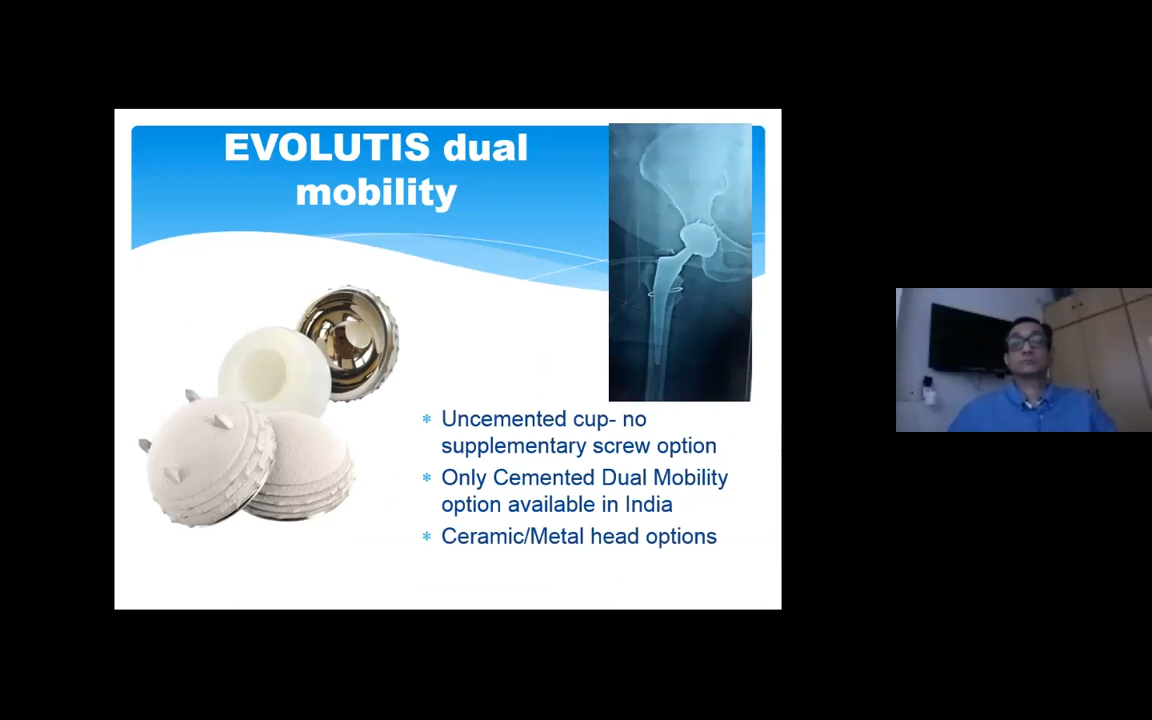 EVOLUTIS dual
mobility
* Uncemented cup- no
supplementary screw option
* Only Cemented Dual Mobility
option available in India
* Ceramic/Metal head options